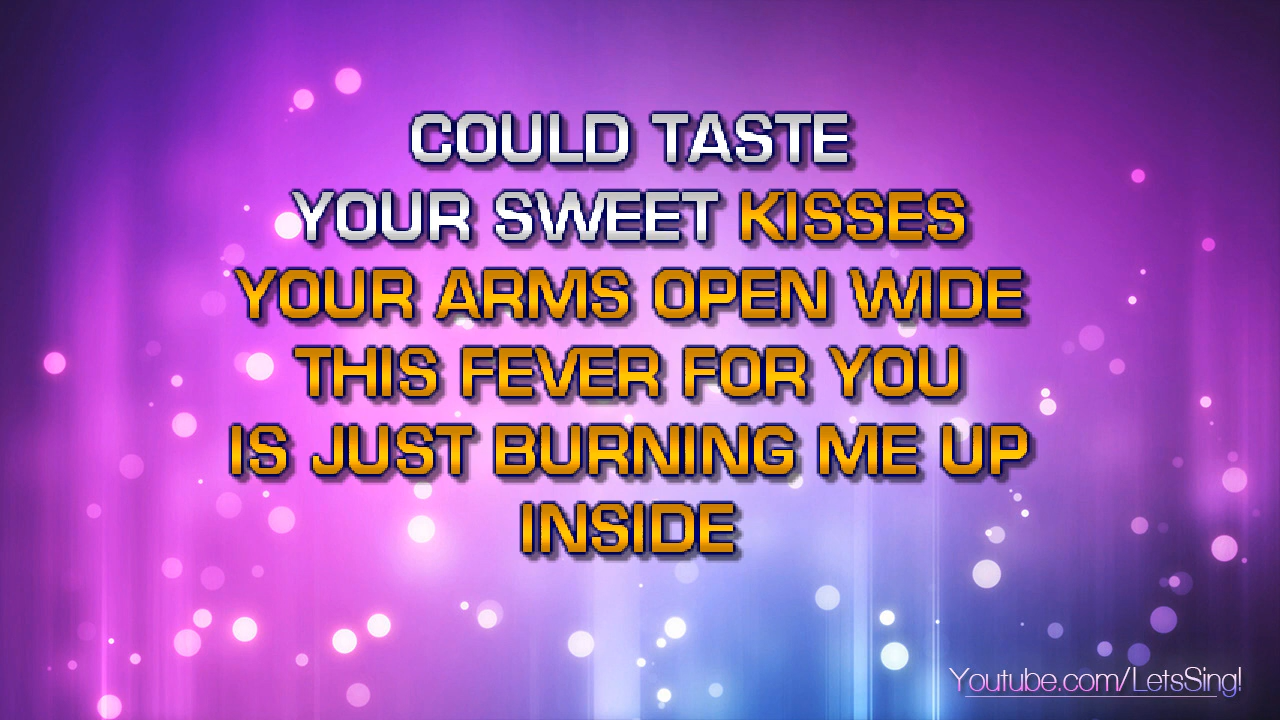 COULD TASTE
YOUR SWEET KISSES
YOUR ARMS OPEN WIDE
THIS FEVER FOR YOU
IS JUST BURNING ME UP
INSIDE
Youtube.com/LetsSing!